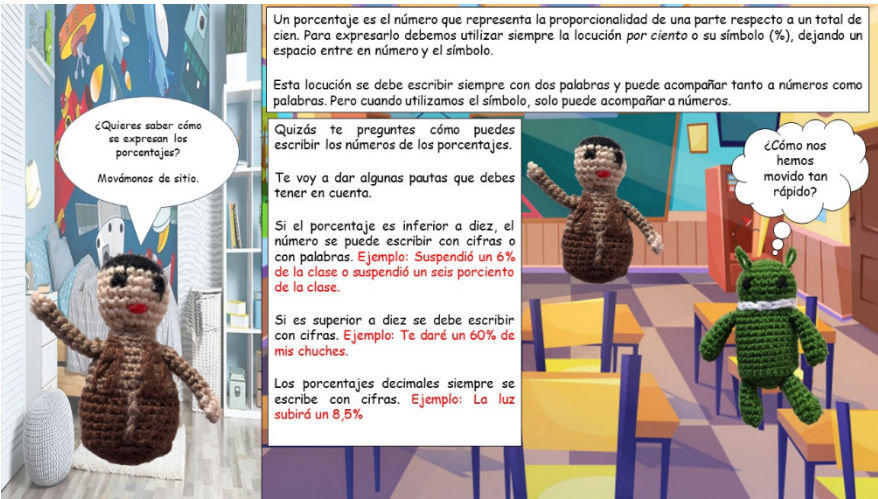 ¿Quieres saber cómo
se expresan los
porcentajes?
Movámonos de sitio.
Un porcentaje es el número que representa la proporcionalidad de una parte respecto a un total de
cien. Para expresarlo debemos utilizar siempre la locución por ciento o su símbolo (%), dejando un
espacio entre en número y el símbolo.
Esta locución se debe escribir siempre con dos palabras y puede acompañar tanto a números como
palabras. Pero cuando utilizamos el símbolo, solo puede acompañar a números.
Quizás te preguntes cómo puedes
escribir los números de los porcentajes.
Te voy a dar algunas pautas que debes
tener en cuenta.
Si el porcentaje es inferior a diez, el
número se puede escribir con cifras o
con palabras. Ejemplo: Suspendió un 6%
de la clase o suspendió un seis porciento
de la clase.
Si es superior a diez se debe escribir
con cifras. Ejemplo: Te daré un 60% de
mis chuches.
Los porcentajes decimales siempre se
escribe con cifras. Ejemplo: La luz
subirá un 8,5%
¿Cómo nos
hemos
movido tan
rápido?